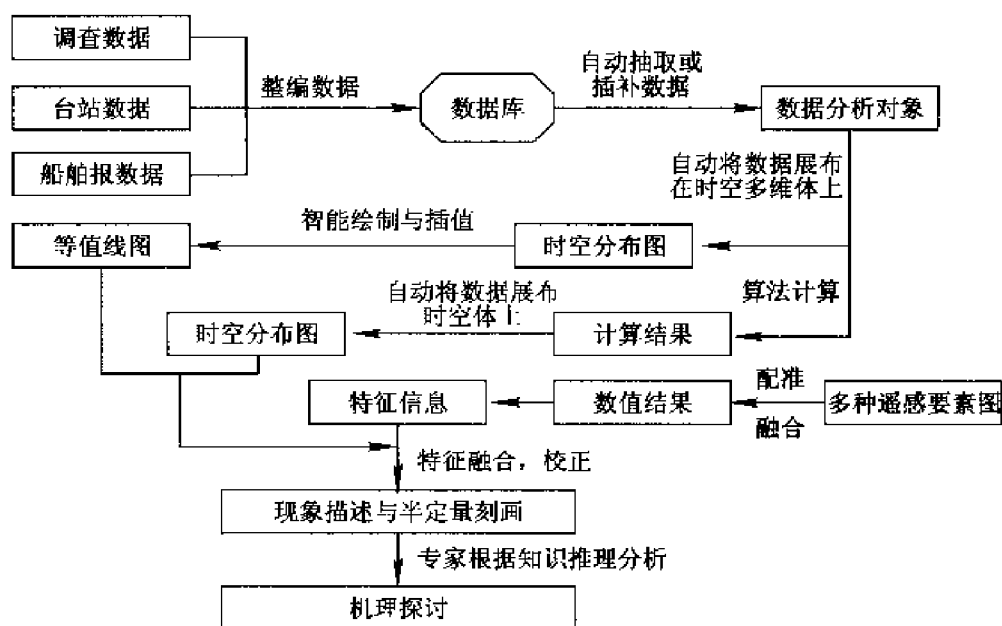 调查数据
台站数据
船舶报数据
整编数据
数据库
自动抽取或
插补数据
数据分析对象
自动将数据展布
在时空多维体上
智能绘制与插值
等值线图
时空分布图
算法计算
自动将数据展布
时空体上
时空分布图
计算结果
配准
特征信息
数值结果
多种遥感要素图
融合
特征融合，校正
现象描述与半定量刻画
专家根据知识推理分析
机理探讨